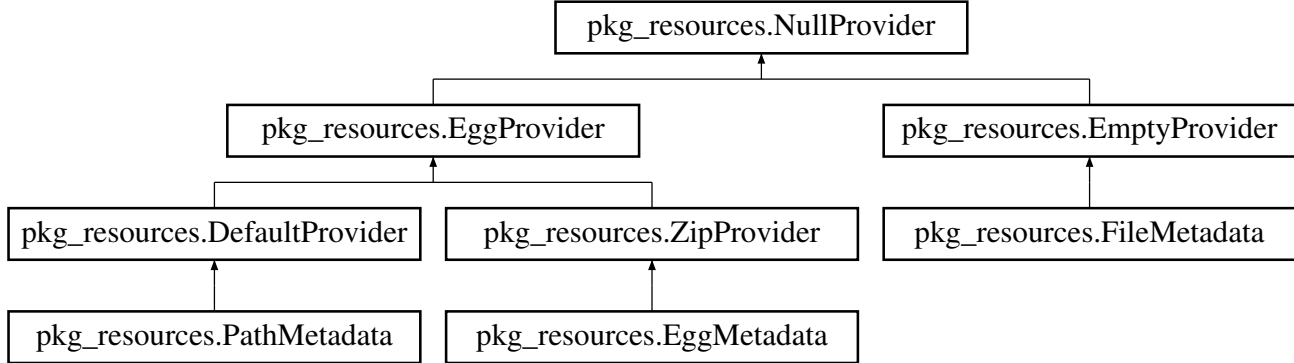 pkg_resources.NullProvider
pkg_resources.EggProvider
pkg_resources.EmptyProvider
pkg_resources.DefaultProvider
pkg_resources.ZipProvider
pkg_resources.FileMetadata
pkg_resources.PathMetadata
pkg_resources.EggMetadata